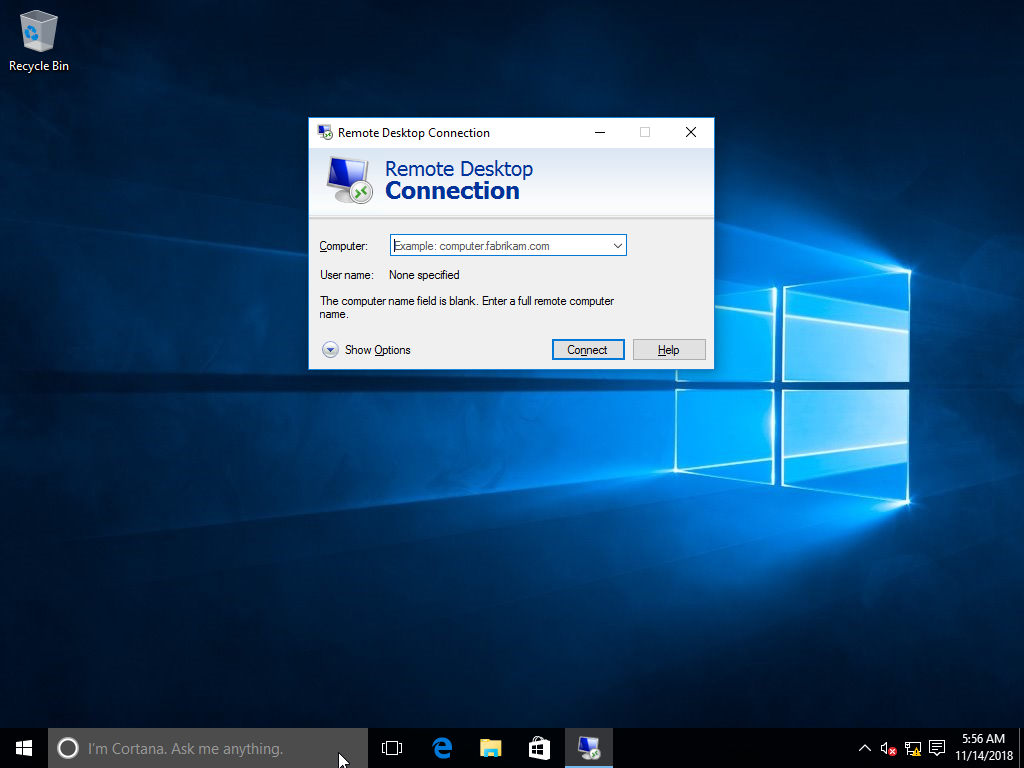 Recycle Bin
Remote Desktop Connection
Remote Desktop
Connection
Computer:
Example: computer.fabrikam.com
User name:
None specified
The computer name field is blank. Enter a full remote computer
name.
Show Options
Connect
Help
I'm Cortana. Ask me anything.
5:56 AM
11/14/2018